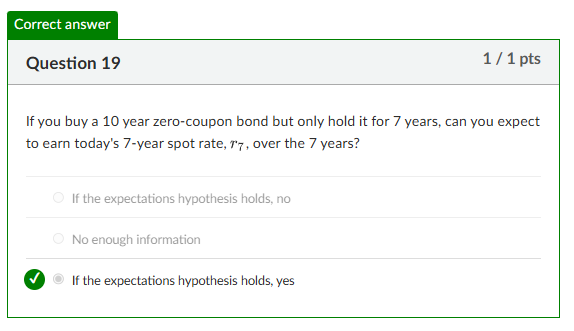 Correct answer
Question 19
1 / 1 pts
If you buy a 10 year zero-coupon bond but only hold it for 7 years, can you expect
to earn today's 7-year spot rate, r₇, over the 7 years?
If the expectations hypothesis holds, no
No enough information
If the expectations hypothesis holds, yes